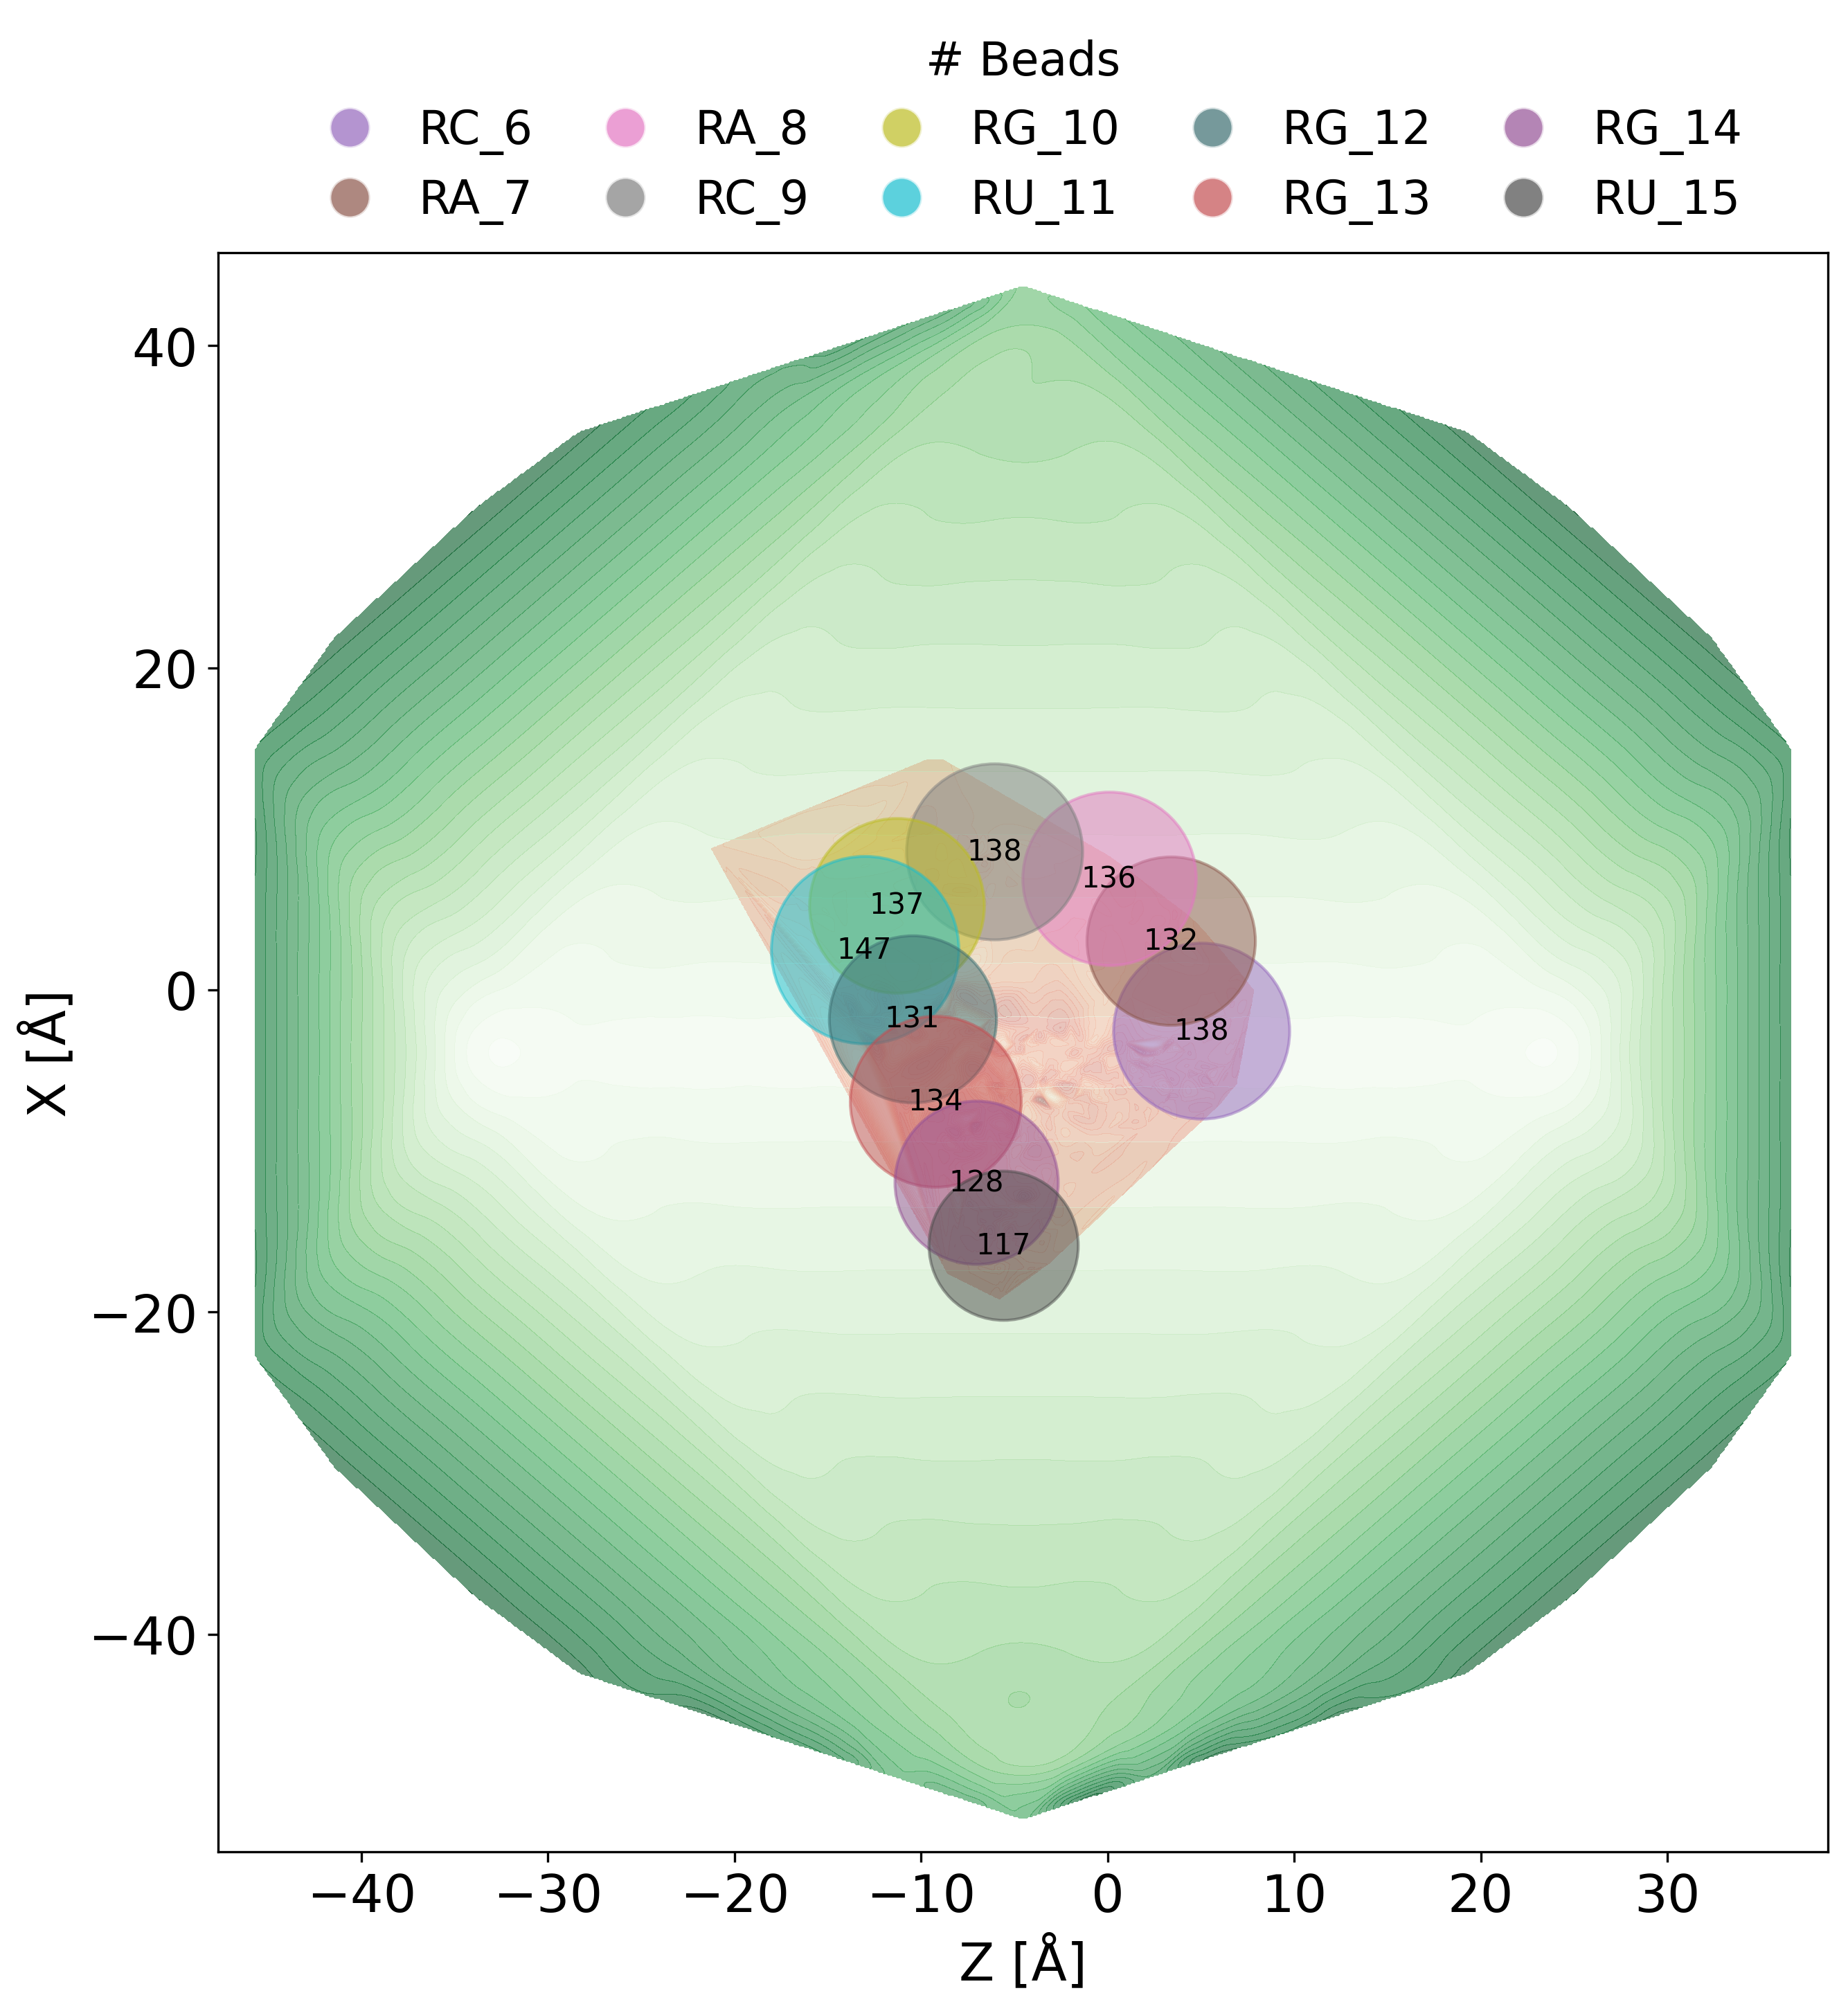 # Beads
RC_6 RA_8 RG_10 RG_12 RG_14
RA_7 RC_9 RU_11 RG_13 RU_15
40
20
0
−20
−40
X [Å]
138
136
137
132
147
131
138
134
128
117
−40 −30 −20 −10 0 10 20 30
Z [Å]